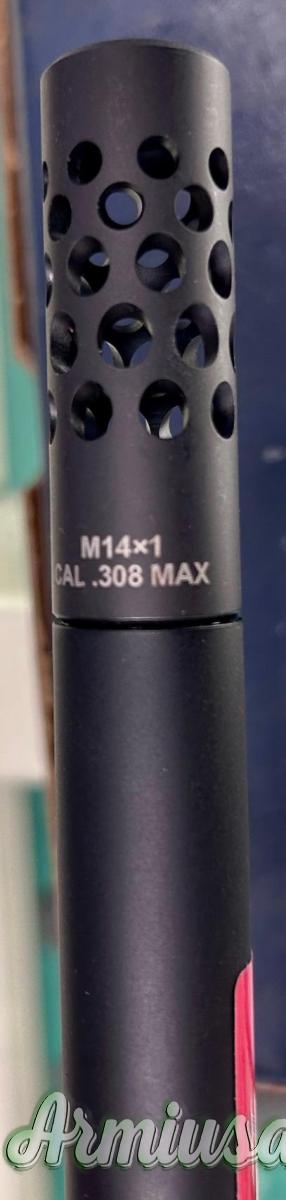 M14×1
CAL .308 MAX
Armiusa